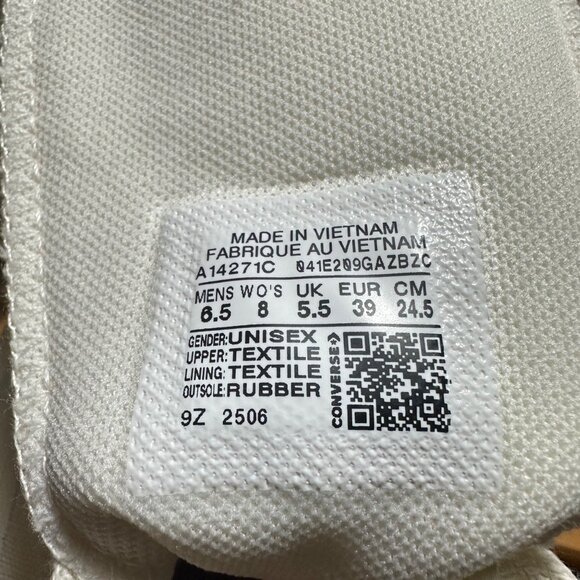 MADE IN VIETNAM
FABRIQUE AU VIETNAM
A14271C 041E209GAZBZC
MENS WO'S UK EUR CM
6.5 8 5.5 39 24.5
GENDER: UNISEX
UPPER: TEXTILE
LINING: TEXTILE
OUTSOLE: RUBBER
CONVERSE
9Z 2506